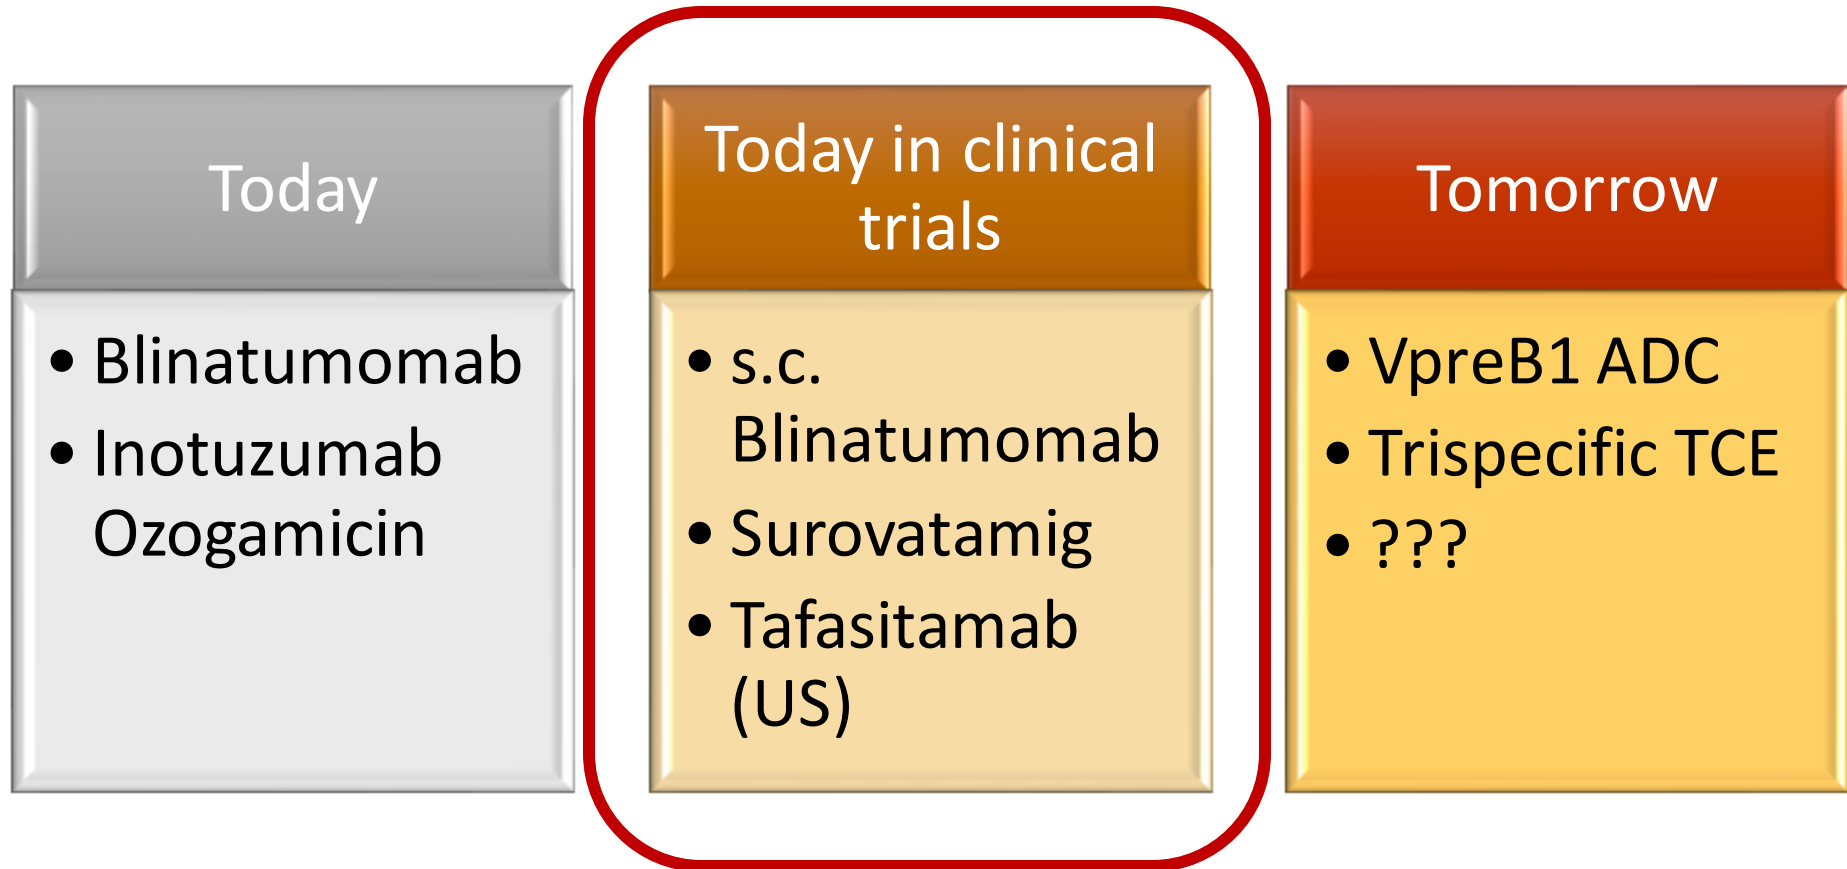 Today
• Blinatumomab
• Inotuzumab
Ozogamicin
Today in clinical
trials
• s.c.
Blinatumomab
• Surovatamig
• Tafasitamab
(US)
Tomorrow
• VpreB1 ADC
• Trispecific TCE
• ???